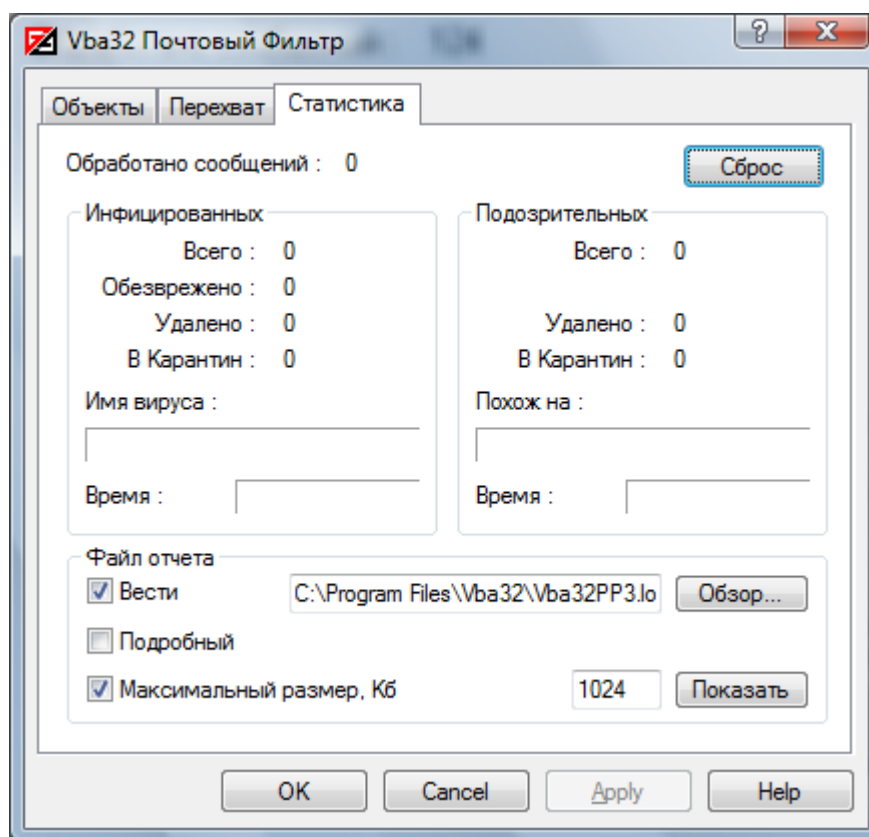 Vba32 Почтовый Фильтр
Объекты Перехват Статистика
Обработано сообщений : 0 Сброс
Инфицированных
Всего : 0
Обезврежено : 0
Удалено : 0
В Карантин : 0
Имя вируса :
Время :
Подозрительных
Всего : 0
Удалено : 0
В Карантин : 0
Похож на :
Время :
Файл отчета
Вести C:\Program Files\Vba32\Vba32PP3.lo Обзор...
Подробный
Максимальный размер, Кб 1024 Показать
OK Cancel Apply Help